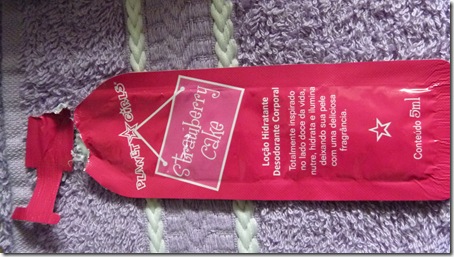 PLANET GIRLS
Strawberry
Cake
Loção Hidratante
Desodorante Corporal
Totalmente inspirado
no lado doce da vida,
nutre, hidrata e ilumina
deixando sua pele
com uma deliciosa
fragrância.
Conteúdo 5ml